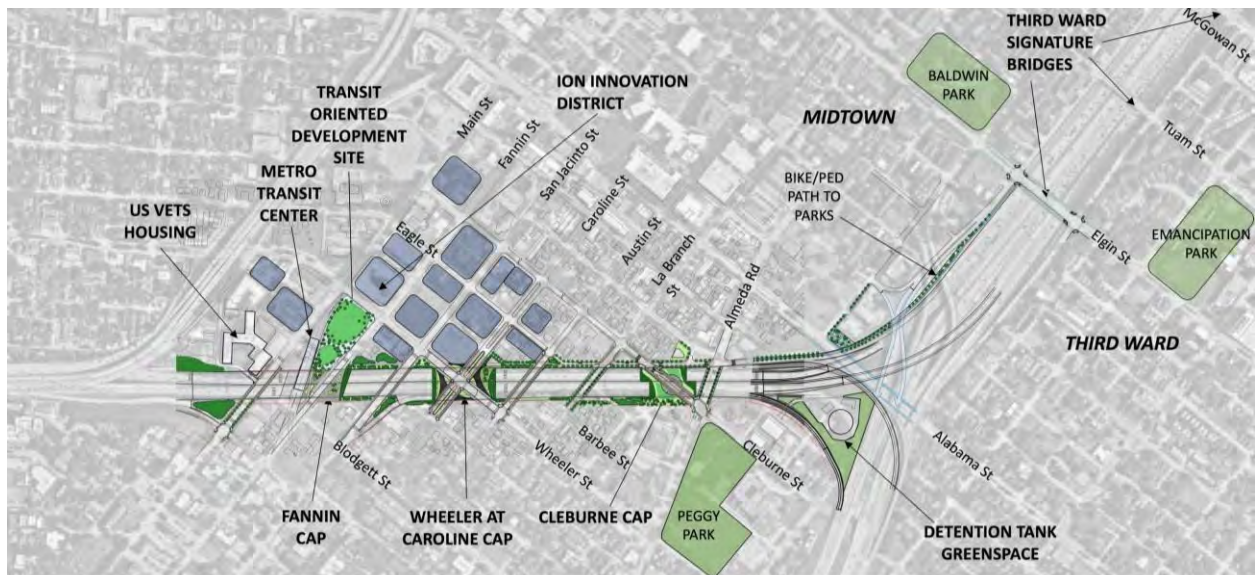 THIRD WARD
SIGNATURE
BRIDGES
McGowan St
BALDWIN
PARK
ION INNOVATION
DISTRICT
TRANSIT
ORIENTED
DEVELOPMENT
SITE
Main St
Fannin St
San Jacinto St
Caroline St
Austin St
La Branch
St
Almeda Rd
MIDTOWN
Tuam St
METRO
TRANSIT
CENTER
BIKE/PED
PATH TO
PARKS
US VETS
HOUSING
Eagle St
Elgin St
EMANCIPATION
PARK
THIRD WARD
Blodgett St
Wheeler St
Barbee St
Cleburne St
Alabama St
FANNIN
CAP
WHEELER AT
CAROLINE CAP
CLEBURNE CAP
PEGGY
PARK
DETENTION TANK
GREENSPACE